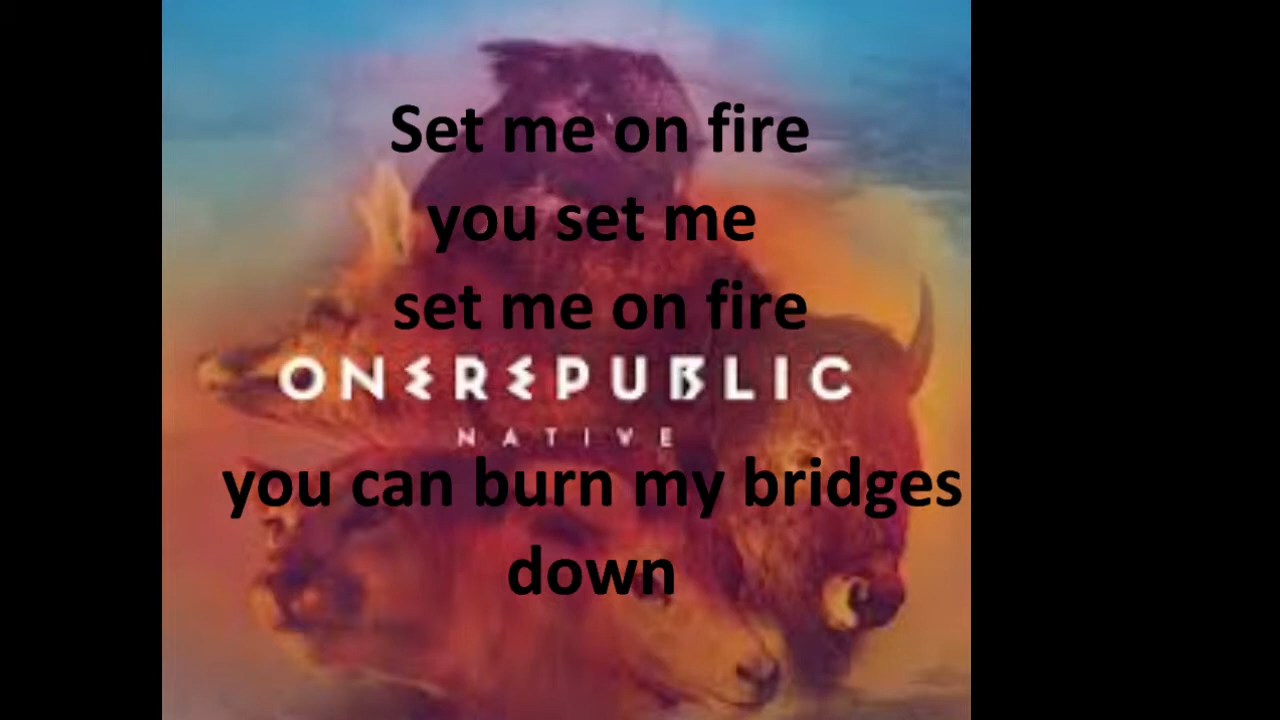 Set me on fire
you set me
set me on fire
ONEREPUBLIC
NATIVE
you can burn my bridges
down